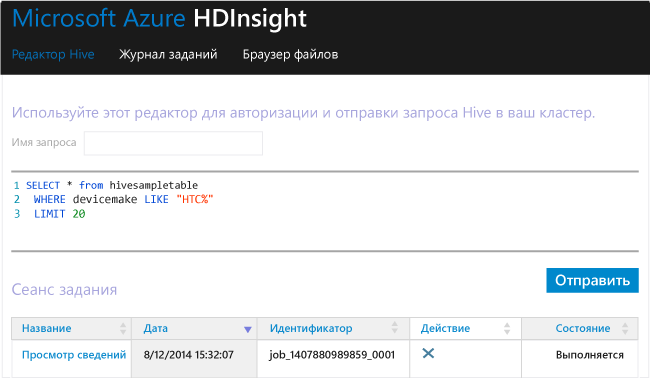 Microsoft Azure HDInsight
Редактор Hive Журнал заданий Браузер файлов
Используйте этот редактор для авторизации и отправки запроса Hive в ваш кластер.
Имя запроса
1 SELECT * from hivesampletable
2 WHERE devicemake LIKE "HTC%"
3 LIMIT 20
Отправить
Сеанс задания
Название Дата Идентификатор Действие Состояние
Просмотр сведений 8/12/2014 15:32:07 job_1407880989859_0001 Выполняется